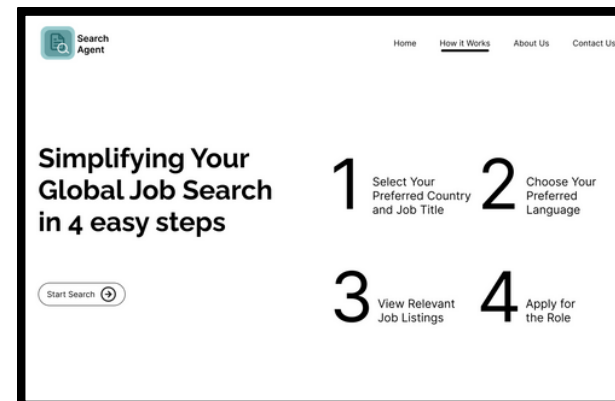 Search
Agent
Home
How it Works
About Us
Contact Us
Simplifying Your
Global Job Search
in 4 easy steps
Start Search
1
Select Your
Preferred Country
and Job Title
2
Choose Your
Preferred
Language
3
View Relevant
Job Listings
4
Apply for
the Role